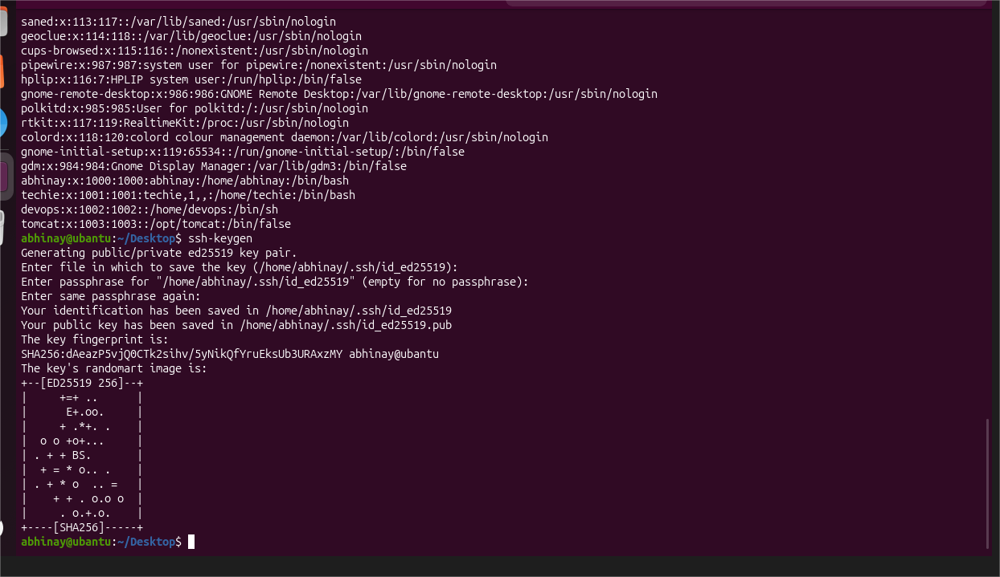 saned:x:113:117::/var/lib/saned:/usr/sbin/nologin
geoclue:x:114:118::/var/lib/geoclue:/usr/sbin/nologin
cups-browsed:x:115:116::/nonexistent:/usr/sbin/nologin
pipewire:x:987:987:system user for pipewire:/nonexistent:/usr/sbin/nologin
hplip:x:116:7:HPLIP system user:/run/hplip:/bin/false
gnome-remote-desktop:x:986:986:GNOME Remote Desktop:/var/lib/gnome-remote-desktop:/usr/sbin/nologin
polkitd:x:985:985:User for polkitd:/:/usr/sbin/nologin
rtkit:x:117:119:RealtimeKit:/proc:/usr/sbin/nologin
colord:x:118:120:colord colour management daemon:/var/lib/colord:/usr/sbin/nologin
gnome-initial-setup:x:119:65534::/run/gnome-initial-setup/:/bin/false
gdm:x:984:984:Gnome Display Manager:/var/lib/gdm3:/bin/false
abhinay:x:1000:1000:abhinay:/home/abhinay:/bin/bash
techie:x:1001:1001:techie,1,,:/home/techie:/bin/bash
devops:x:1002:1002::/home/devops:/bin/sh
tomcat:x:1003:1003::/opt/tomcat:/bin/false
abhinay@ubantu:~/Desktop$ ssh-keygen
Generating public/private ed25519 key pair.
Enter file in which to save the key (/home/abhinay/.ssh/id_ed25519):
Enter passphrase for "/home/abhinay/.ssh/id_ed25519" (empty for no passphrase):
Enter same passphrase again:
Your identification has been saved in /home/abhinay/.ssh/id_ed25519
Your public key has been saved in /home/abhinay/.ssh/id_ed25519.pub
The key fingerprint is:
SHA256:dAeazP5vjQ0CTk2sihv/5yNikQfYruEksUb3URAxzMY abhinay@ubantu
The key's randomart image is:
+--[ED25519 256]--+
|     +=+ ..      |
|      E+.oo.     |
|     + .*+. .    |
|  o o +o+...     |
| . + + BS.       |
|  + = * o.. .    |
| . + * o  .. =   |
|    + + . o.o o  |
|     . o.+.o.    |
+----[SHA256]-----+
abhinay@ubantu:~/Desktop$